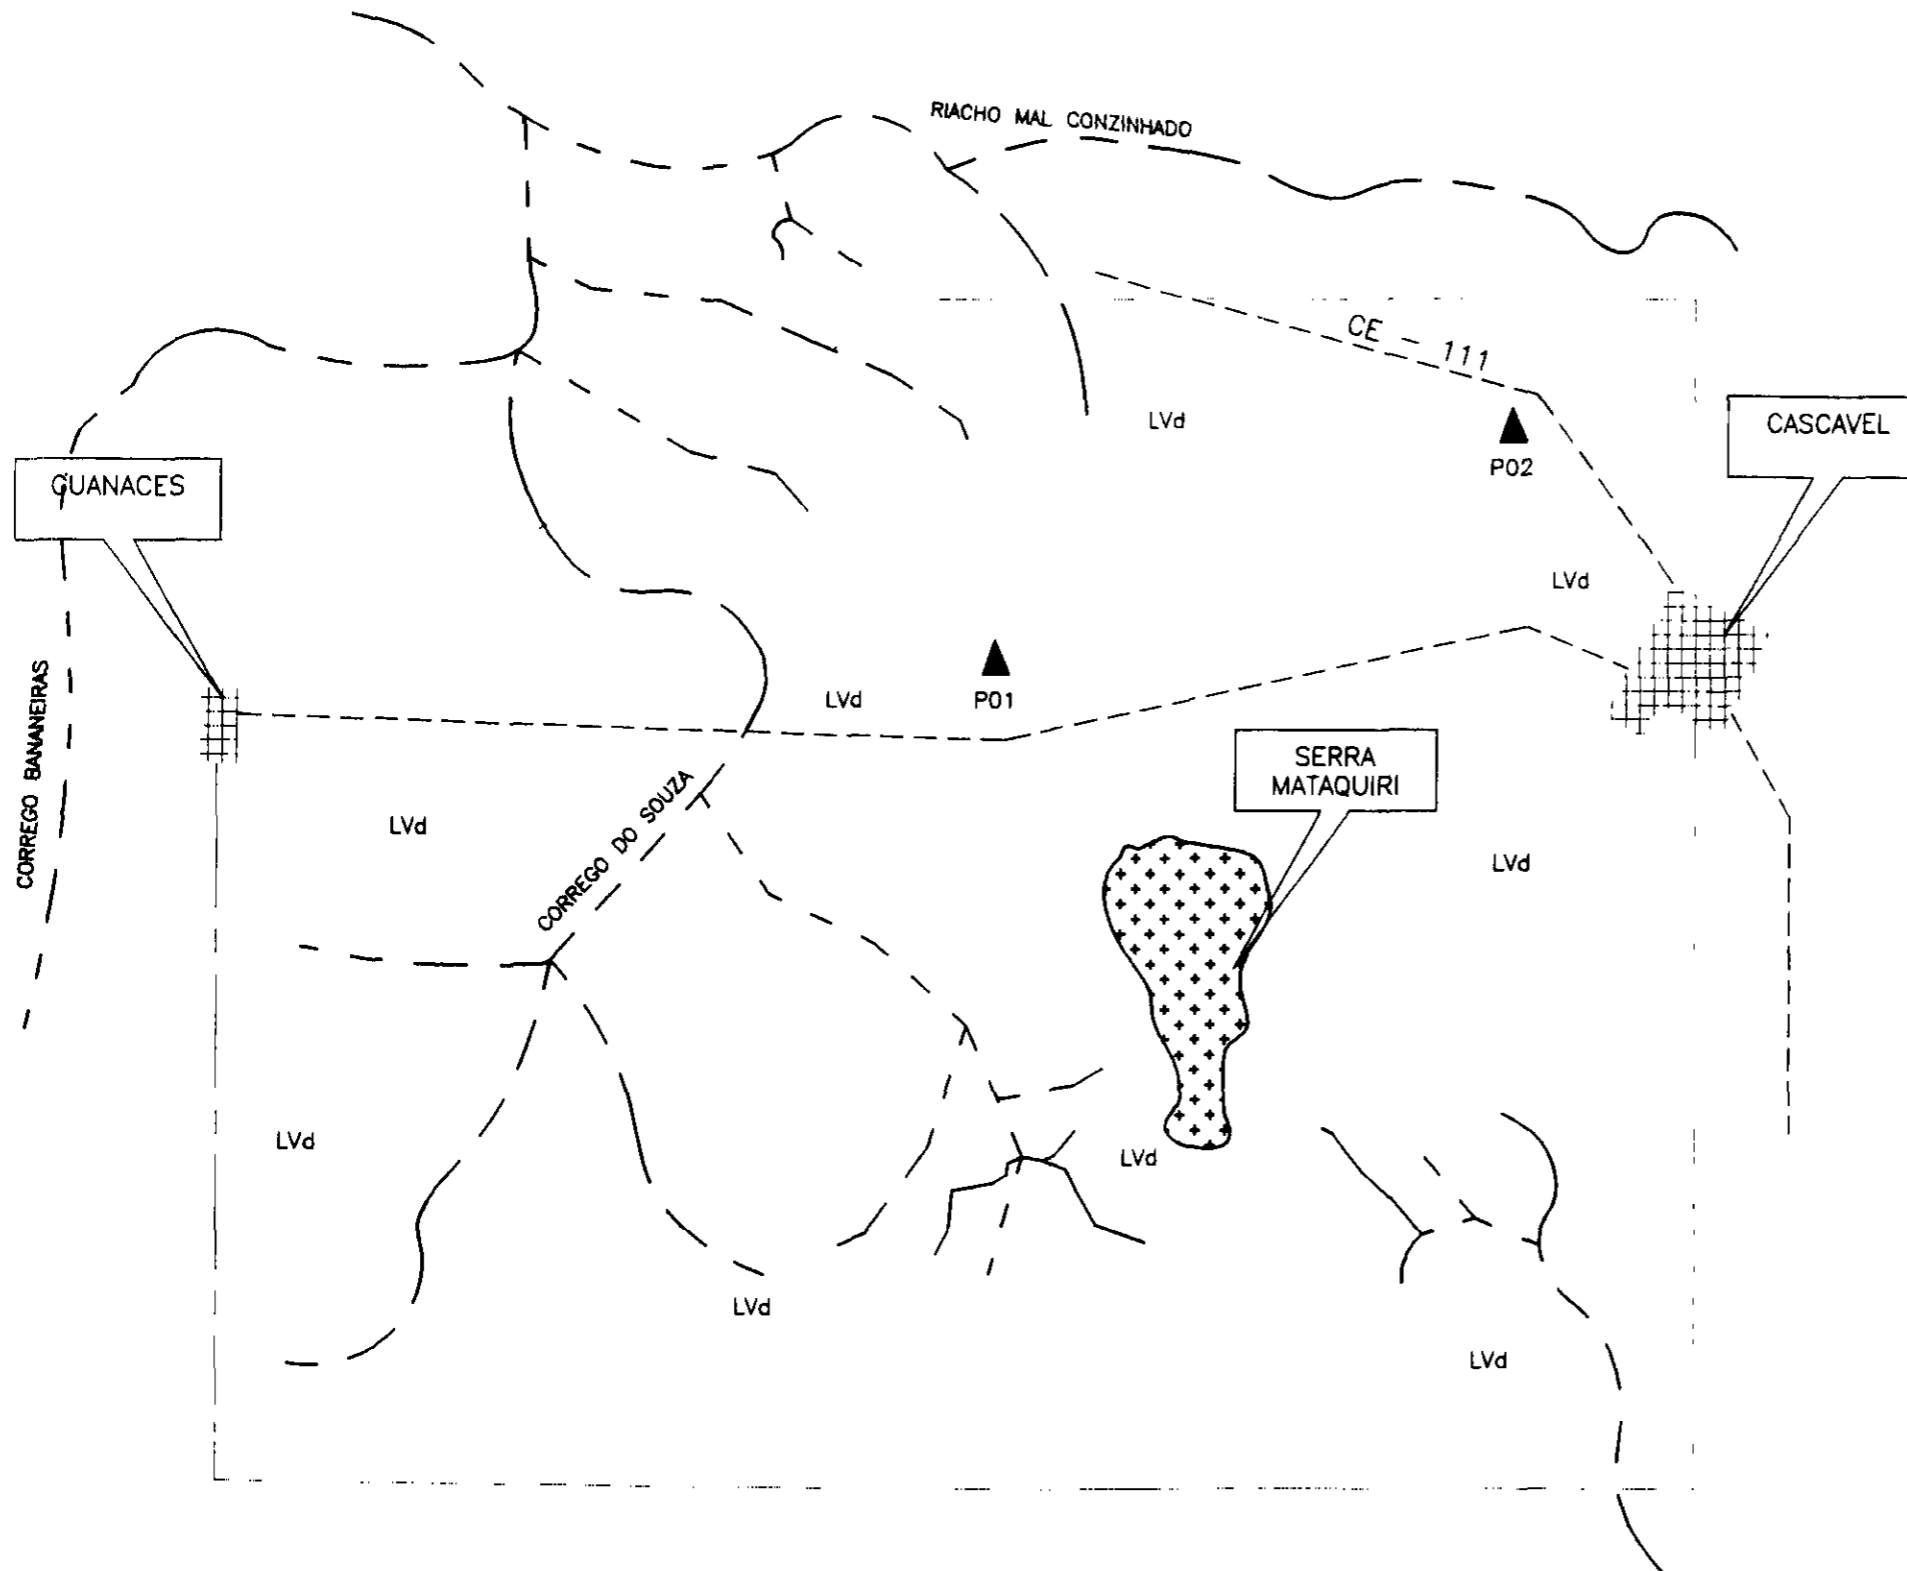 RIACHO MAL CONZINHADO
CE - 111
LVd
CASCAVEL
P02
GUANACES
LVd
CORREGO BANANEIRAS
LVd
P01
SERRA
MATAQUIRI
CORREGO DO SOUZA
LVd
LVd
LVd
LVd
LVd
LVd